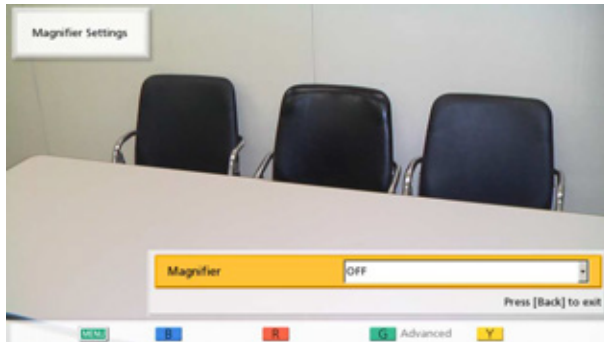 Magnifier Settings
Magnifier OFF
Press [Back] to exit
MENU B R G Advanced Y